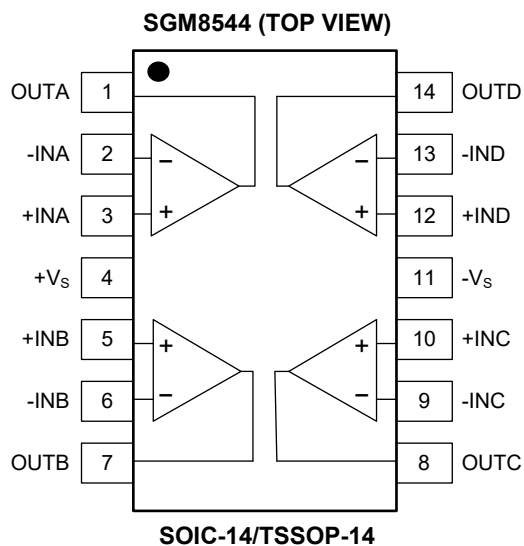 SGM8544 (TOP VIEW)
OUTA 1 14 OUTD
-INA 2 − − 13 -IND
+INA 3 + + 12 +IND
+VS 4 11 -VS
+INB 5 + + 10 +INC
-INB 6 − − 9 -INC
OUTB 7 8 OUTC
SOIC-14/TSSOP-14